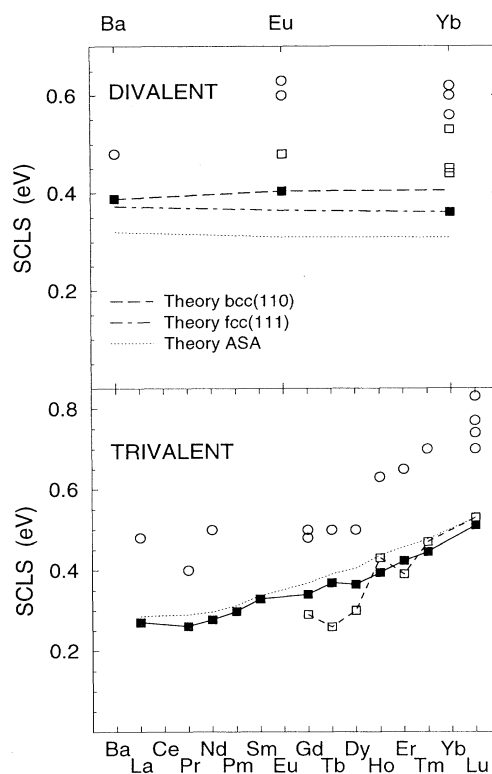 Ba Eu Yb
DIVALENT
SCLS (eV)
0.6
0.4
0.2
Theory bcc(110)
Theory fcc(111)
Theory ASA
TRIVALENT
SCLS (eV)
0.8
0.6
0.4
0.2
Ba Ce Nd Sm Gd Dy Er Yb
La Pr Pm Eu Tb Ho Tm Lu